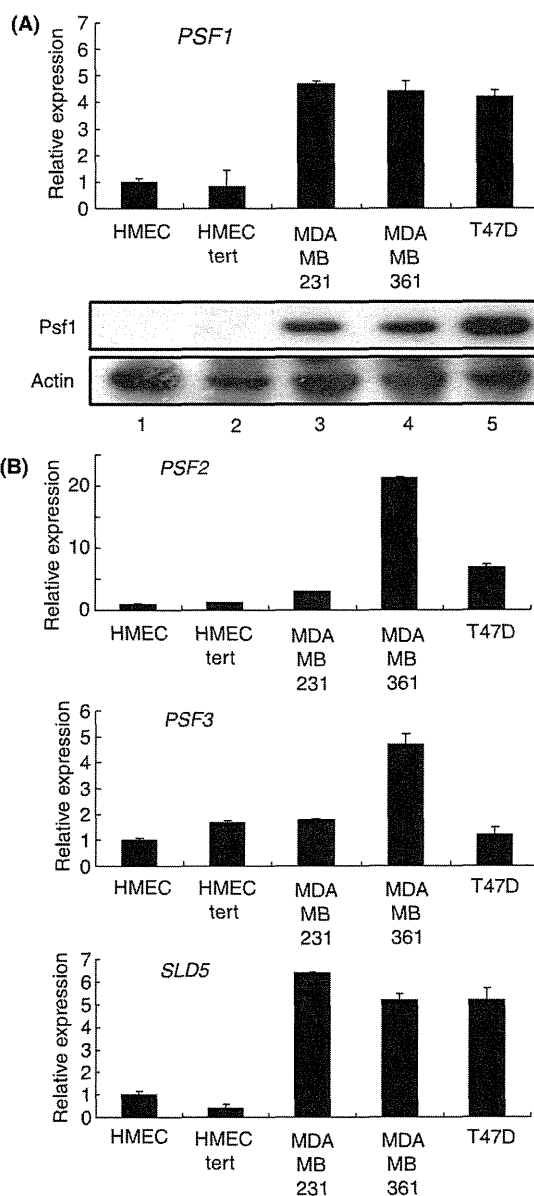 (A)
PSF1
Relative expression
7
6
5
4
3
2
1
0
HMEC
HMEC tert
MDA MB 231
MDA MB 361
T47D
Psf1
Actin
1 2 3 4 5
(B)
PSF2
Relative expression
20
10
0
HMEC
HMEC tert
MDA MB 231
MDA MB 361
T47D
PSF3
Relative expression
6
5
4
3
2
1
0
HMEC
HMEC tert
MDA MB 231
MDA MB 361
T47D
SLD5
Relative expression
7
6
5
4
3
2
1
0
HMEC
HMEC tert
MDA MB 231
MDA MB 361
T47D